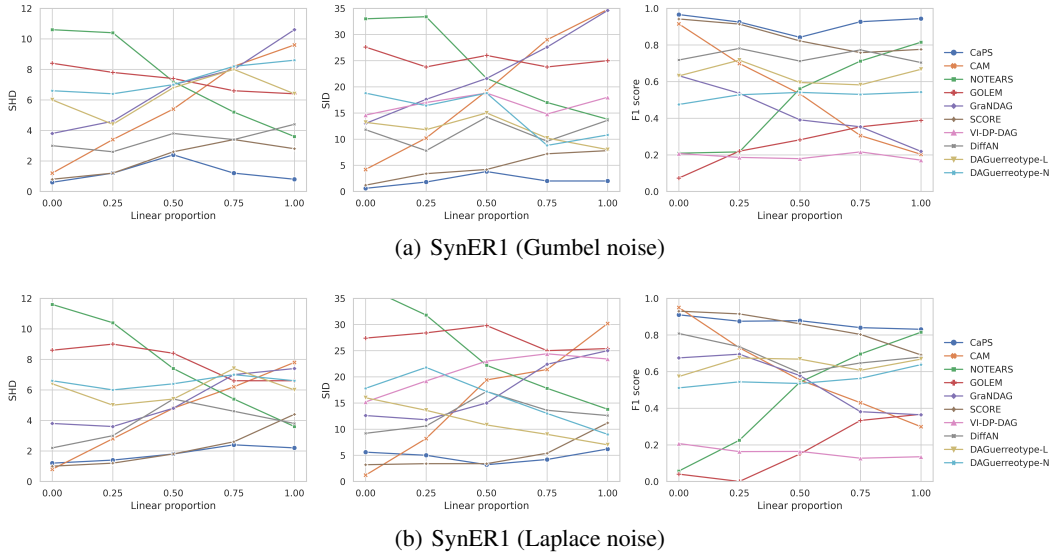 12
10
8
6
4
2
0
SHD
0.00 0.25 0.50 0.75 1.00
Linear proportion
35
30
25
20
15
10
5
0
SID
0.00 0.25 0.50 0.75 1.00
Linear proportion
1.0
0.8
0.6
0.4
0.2
0.0
F1 score
0.00 0.25 0.50 0.75 1.00
Linear proportion
CaPS
CAM
NOTEARS
GOLEM
GraNDAG
SCORE
VI-DP-DAG
DiffAN
DAGuerreotype-L
DAGuerreotype-N
(a) SynER1 (Gumbel noise)
12
10
8
6
4
2
0
SHD
0.00 0.25 0.50 0.75 1.00
Linear proportion
35
30
25
20
15
10
5
0
SID
0.00 0.25 0.50 0.75 1.00
Linear proportion
1.0
0.8
0.6
0.4
0.2
0.0
F1 score
0.00 0.25 0.50 0.75 1.00
Linear proportion
CaPS
CAM
NOTEARS
GOLEM
GraNDAG
SCORE
VI-DP-DAG
DiffAN
DAGuerreotype-L
DAGuerreotype-N
(b) SynER1 (Laplace noise)